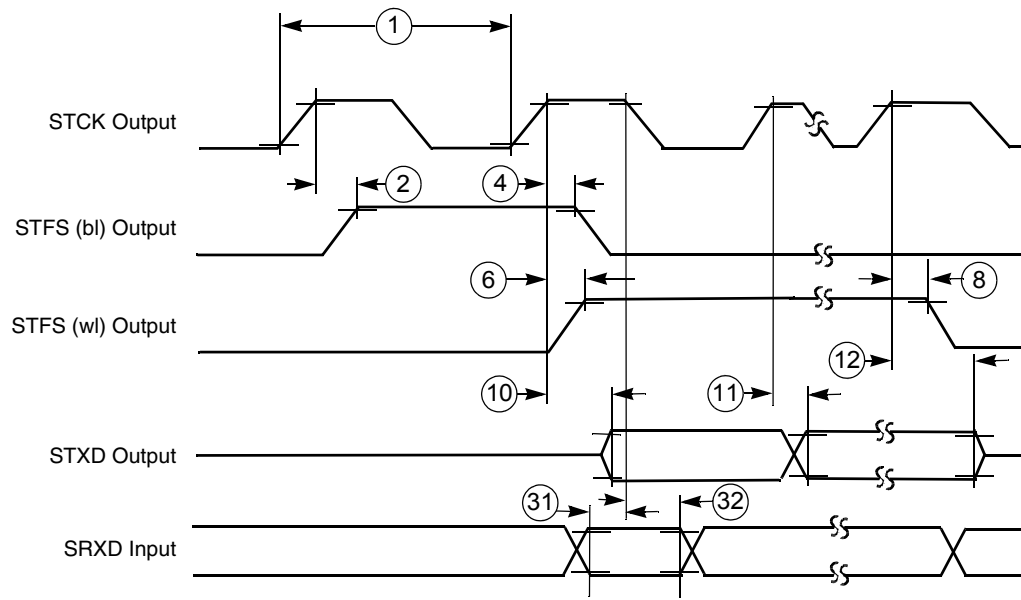 1
STCK Output
2
4
STFS (bl) Output
6
8
STFS (wl) Output
12
10
11
STXD Output
31
32
SRXD Input